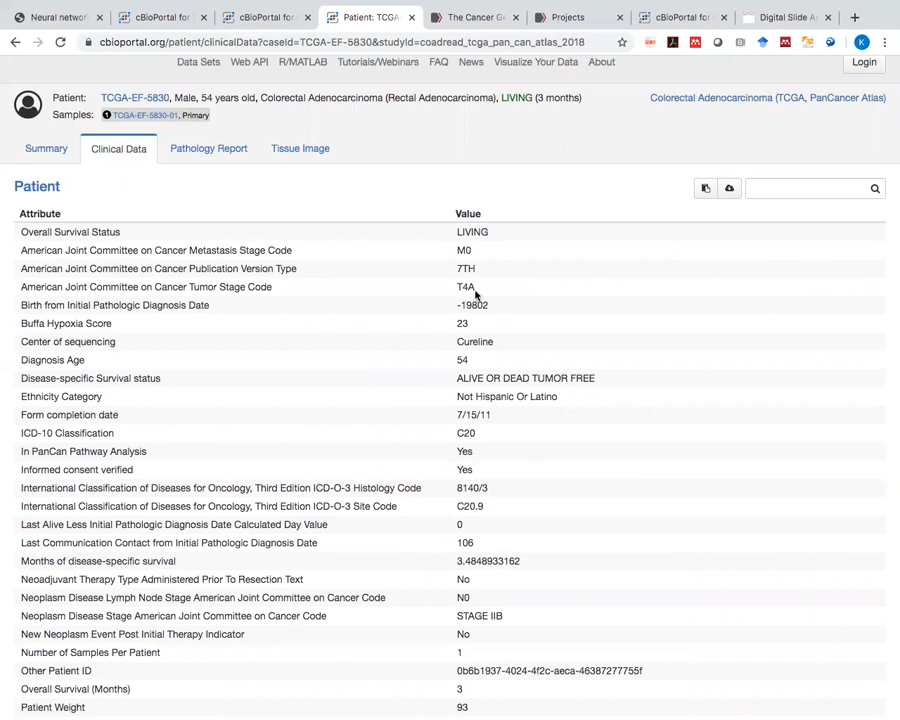 Neural network
cBioPortal for
cBioPortal for
Patient: TCGA-
The Cancer Ge
Projects
cBioPortal for
Digital Slide Ar
cbioportal.org/patient/clinicalData?caseId=TCGA-EF-5830&studyId=coadread_tcga_pan_can_atlas_2018
K
Data Sets Web API R/MATLAB Tutorials/Webinars FAQ News Visualize Your Data About Login
Patient: TCGA-EF-5830, Male, 54 years old, Colorectal Adenocarcinoma (Rectal Adenocarcinoma), LIVING (3 months) Colorectal Adenocarcinoma (TCGA, PanCancer Atlas)
Samples: 1 TCGA-EF-5830-01, Primary
Summary Clinical Data Pathology Report Tissue Image
Patient
Attribute Value
Overall Survival Status LIVING
American Joint Committee on Cancer Metastasis Stage Code M0
American Joint Committee on Cancer Publication Version Type 7TH
American Joint Committee on Cancer Tumor Stage Code T4A
Birth from Initial Pathologic Diagnosis Date -19802
Buffa Hypoxia Score 23
Center of sequencing Cureline
Diagnosis Age 54
Disease-specific Survival status ALIVE OR DEAD TUMOR FREE
Ethnicity Category Not Hispanic Or Latino
Form completion date 7/15/11
ICD-10 Classification C20
In PanCan Pathway Analysis Yes
Informed consent verified Yes
International Classification of Diseases for Oncology, Third Edition ICD-O-3 Histology Code 8140/3
International Classification of Diseases for Oncology, Third Edition ICD-O-3 Site Code C20.9
Last Alive Less Initial Pathologic Diagnosis Date Calculated Day Value 0
Last Communication Contact from Initial Pathologic Diagnosis Date 106
Months of disease-specific survival 3.4848933162
Neoadjuvant Therapy Type Administered Prior To Resection Text No
Neoplasm Disease Lymph Node Stage American Joint Committee on Cancer Code N0
Neoplasm Disease Stage American Joint Committee on Cancer Code STAGE IIB
New Neoplasm Event Post Initial Therapy Indicator No
Number of Samples Per Patient 1
Other Patient ID 0b6b1937-4024-4f2c-aeca-46387277755f
Overall Survival (Months) 3
Patient Weight 93